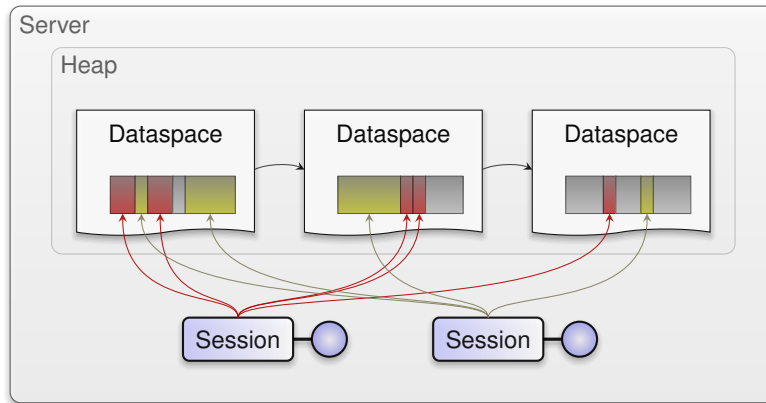 Server
Heap
Dataspace
Dataspace
Dataspace
Session
Session